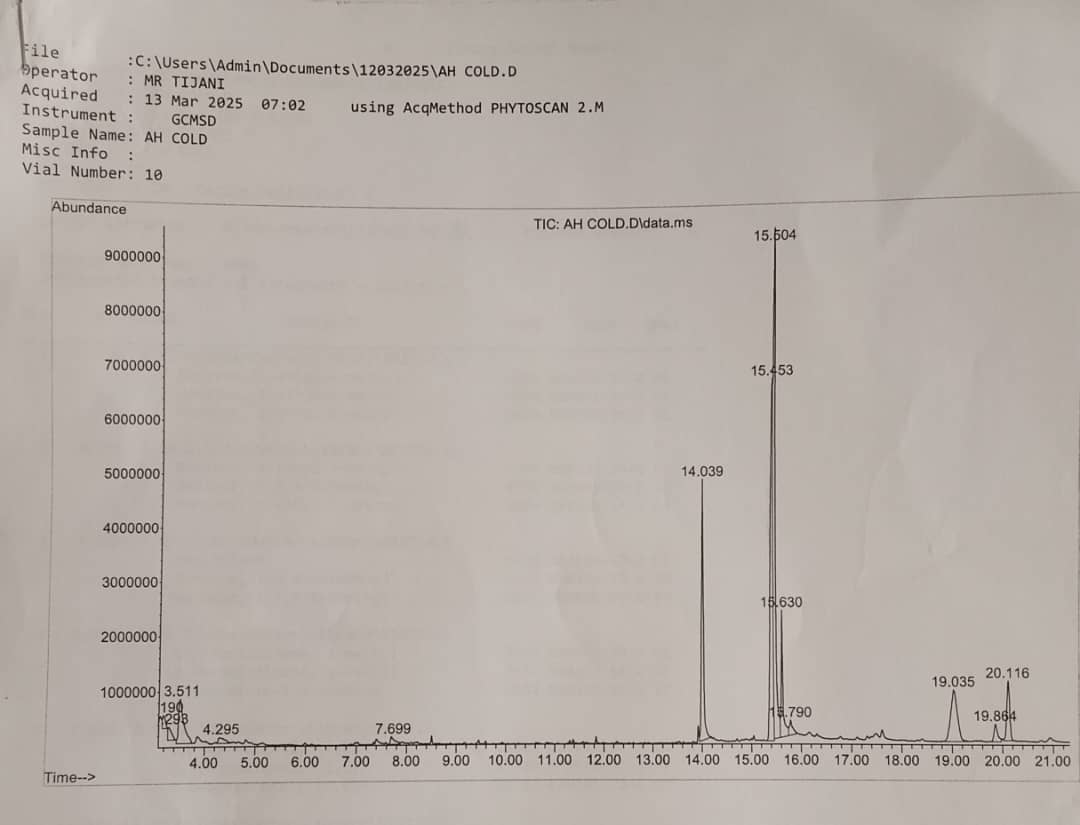 File :C:\Users\Admin\Documents\12032025\AH COLD.D
Operator : MR TIJANI
Acquired : 13 Mar 2025 07:02 using AcqMethod PHYTOSCAN 2.M
Instrument : GCMSD
Sample Name: AH COLD
Misc Info :
Vial Number: 10
Abundance
TIC: AH COLD.D\data.ms
15.504
9000000
8000000
7000000
15.453
6000000
5000000
14.039
4000000
3000000
15.630
2000000
1000000
3.511
20.116
19.035
190
293
15.790
19.864
4.295
7.699
4.00 5.00 6.00 7.00 8.00 9.00 10.00 11.00 12.00 13.00 14.00 15.00 16.00 17.00 18.00 19.00 20.00 21.00
Time-->